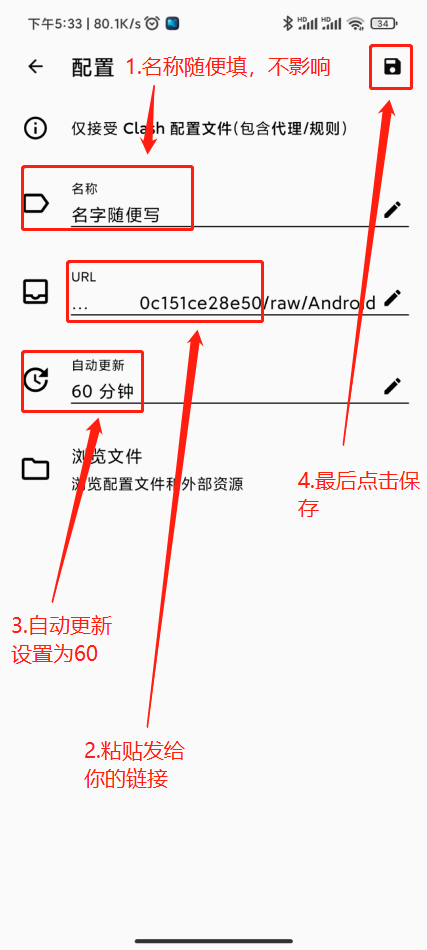 下午5:33 | 80.1K/s
HD HD 34
配置 1.名称随便填，不影响
仅接受 Clash 配置文件(包含代理/规则)
名称
名字随便写
URL
... 0c151ce28e50/raw/Android
自动更新
60 分钟
浏览文件
浏览配置文件和外部资源
4.最后点击保
存
3.自动更新
设置为60
2.粘贴发给
你的链接